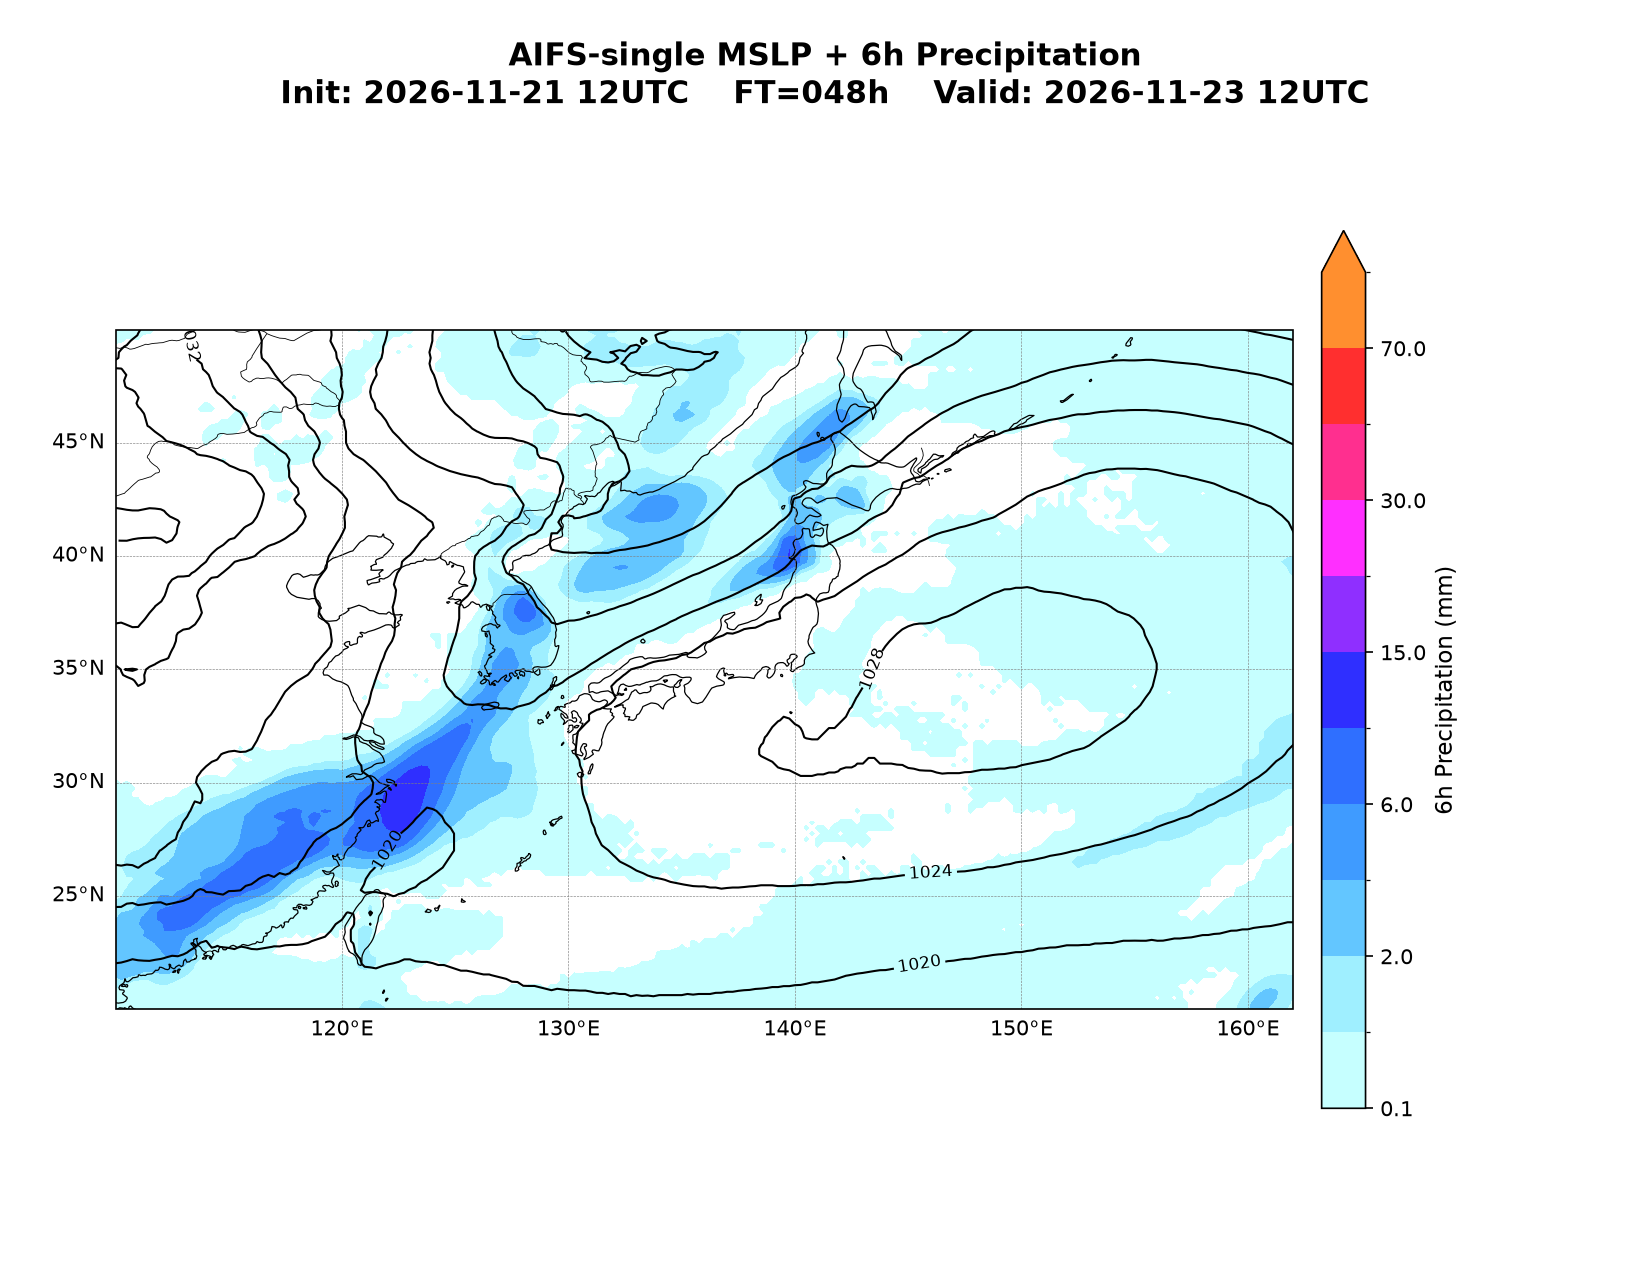 AIFS-single MSLP + 6h Precipitation
Init: 2026-11-21 12UTC    FT=048h    Valid: 2026-11-23 12UTC
45°N
40°N
35°N
30°N
25°N
120°E
130°E
140°E
150°E
160°E
032
1028
1020
1024
1020
70.0
30.0
15.0
6.0
2.0
0.1
6h Precipitation (mm)